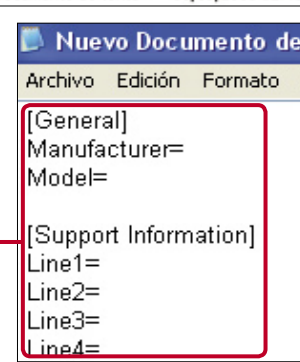 Nuevo Documento de
Archivo Edición Formato
[General]
Manufacturer=
Model=
[Support Information]
Line1=
Line2=
Line3=
Line4=